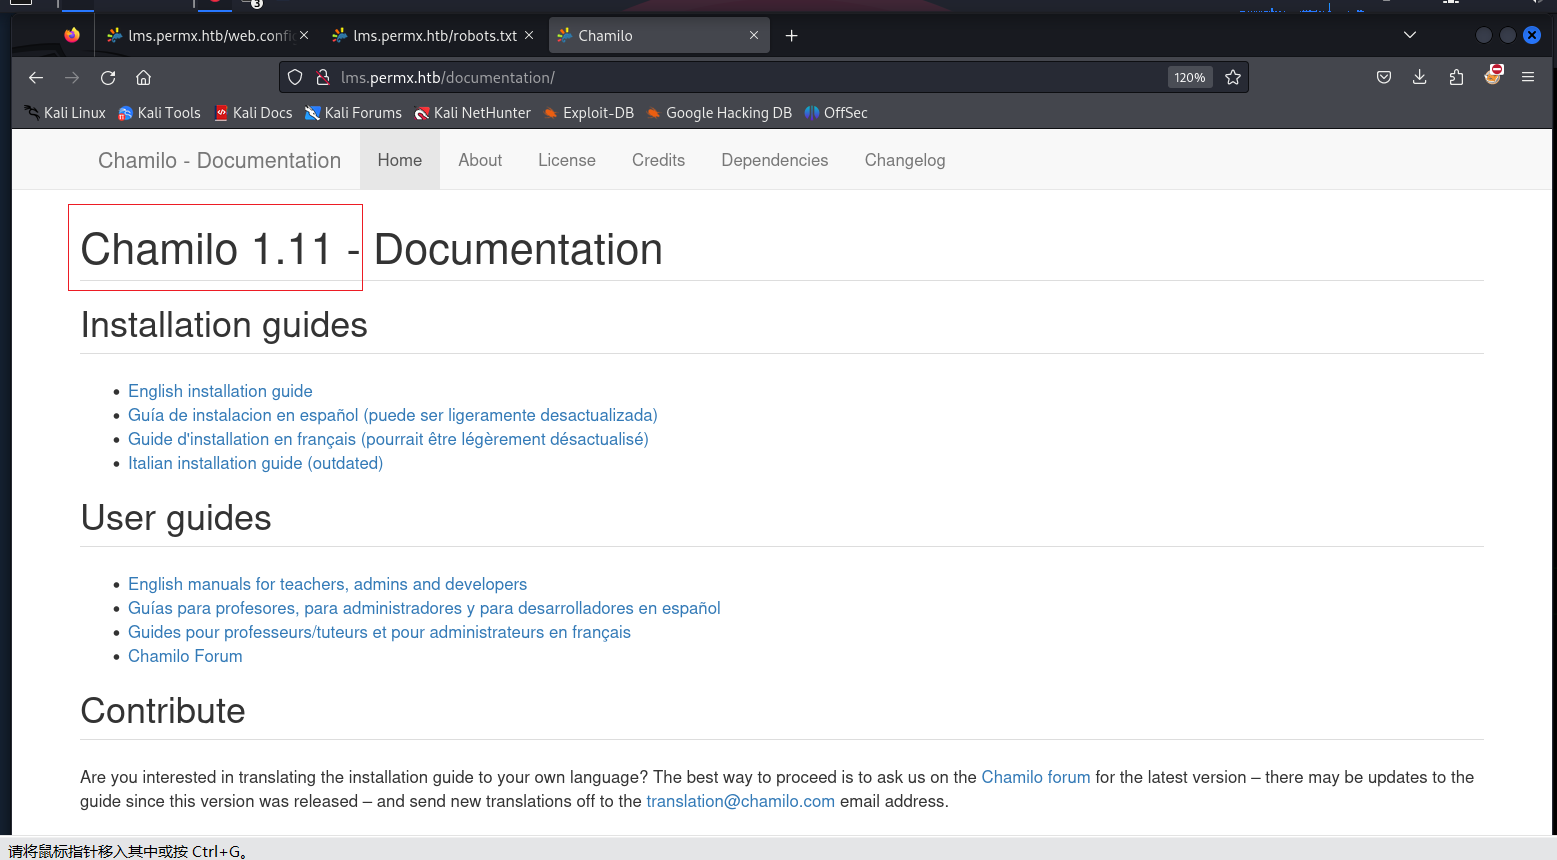 3
lms.permx.htb/web.config
lms.permx.htb/robots.txt
Chamilo
lms.permx.htb/documentation/
120%
Kali Linux
Kali Tools
Kali Docs
Kali Forums
Kali NetHunter
Exploit-DB
Google Hacking DB
OffSec
Chamilo - Documentation
Home
About
License
Credits
Dependencies
Changelog
Chamilo 1.11 - Documentation
Installation guides
English installation guide
Guía de instalacion en español (puede ser ligeramente desactualizada)
Guide d'installation en français (pourrait être légèrement désactualisé)
Italian installation guide (outdated)
User guides
English manuals for teachers, admins and developers
Guías para profesores, para administradores y para desarrolladores en español
Guides pour professeurs/tuteurs et pour administrateurs en français
Chamilo Forum
Contribute
Are you interested in translating the installation guide to your own language? The best way to proceed is to ask us on the Chamilo forum for the latest version – there may be updates to the
guide since this version was released – and send new translations off to the translation@chamilo.com email address.
请将鼠标指针移入其中或按 Ctrl+G。